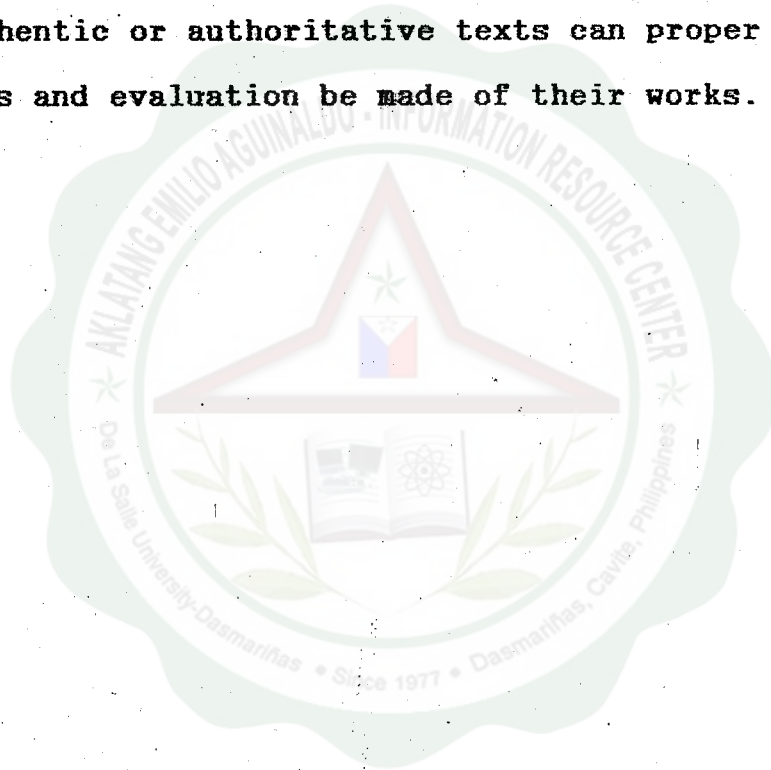 hentic or authoritative texts can proper
s and evaluation be made of their works.
AKLATANG EMILIO AGUINALDO - INFORMATION RESOURCE CENTER
De La Salle University-Dasmariñas • Since 1977 • Dasmariñas, Cavite, Philippines